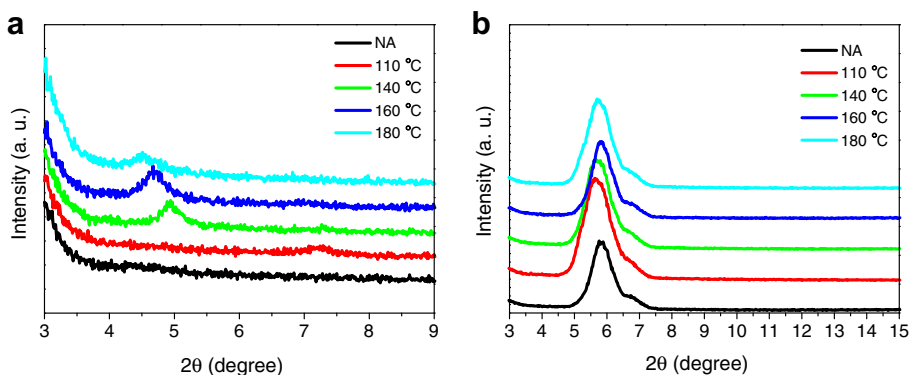 a
NA
110 °C
140 °C
160 °C
180 °C
Intensity (a. u.)
3 4 5 6 7 8 9
2θ (degree)
b
NA
110 °C
140 °C
160 °C
180 °C
Intensity (a. u.)
3 4 5 6 7 8 9 10 11 12 13 14 15
2θ (degree)